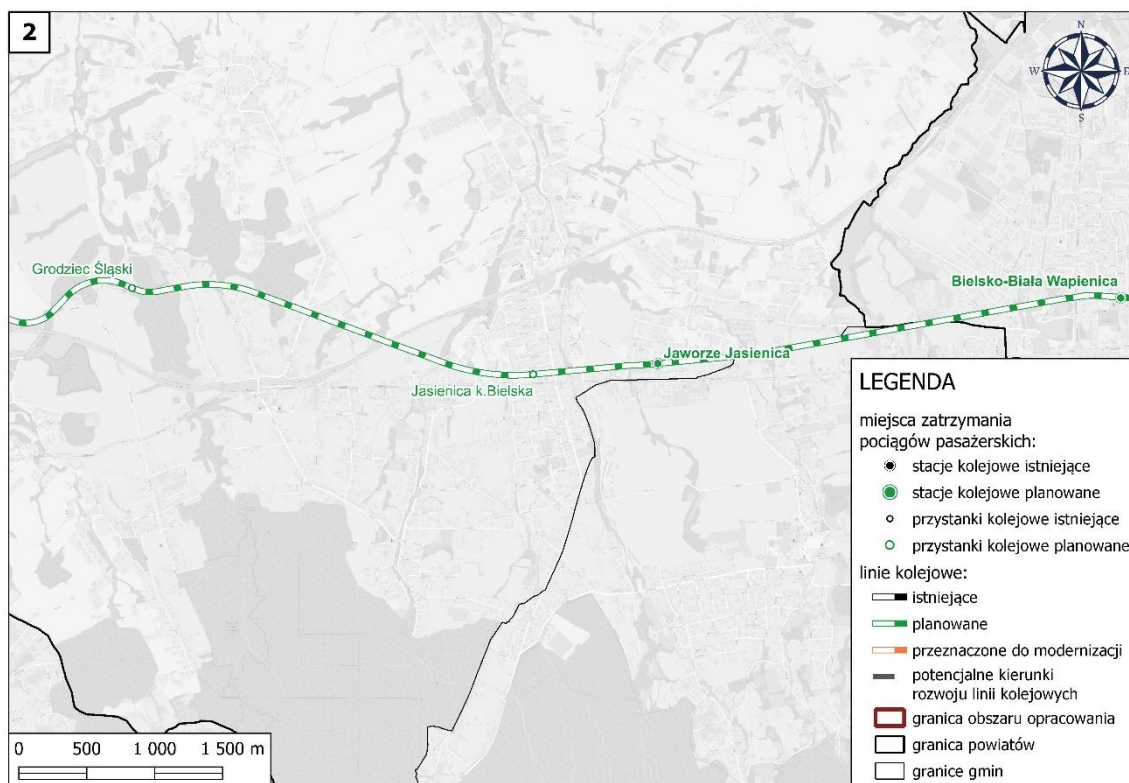 2
N
W E
S
Grodziec Śląski
Bielsko-Biała Wapienica
Jaworze Jasienica
Jasienica k.Bielska
LEGENDA
miejsca zatrzymania
pociągów pasażerskich:
stacje kolejowe istniejące
stacje kolejowe planowane
przystanki kolejowe istniejące
przystanki kolejowe planowane
linie kolejowe:
istniejące
planowane
przeznaczone do modernizacji
potencjalne kierunki
rozwoju linii kolejowych
granica obszaru opracowania
granica powiatów
granice gmin
0 500 1 000 1 500 m